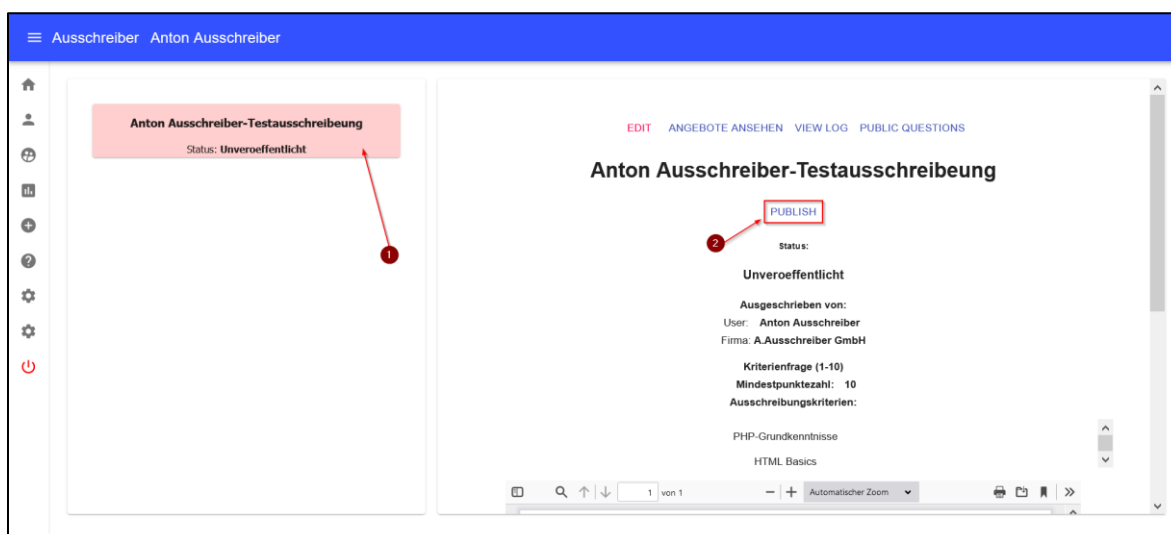 Ausschreiber Anton Ausschreiber
Anton Ausschreiber-Testausschreibeung
Status: Unveroeffentlicht
1
EDIT ANGEBOTE ANSEHEN VIEW LOG PUBLIC QUESTIONS
Anton Ausschreiber-Testausschreibeung
PUBLISH
2
Status:
Unveroeffentlicht
Ausgeschrieben von:
User: Anton Ausschreiber
Firma: A.Ausschreiber GmbH
Kriterienfrage (1-10)
Mindestpunktezahl: 10
Ausschreibungskriterien:
PHP-Grundkenntnisse
HTML Basics
1 von 1 Automatischer Zoom